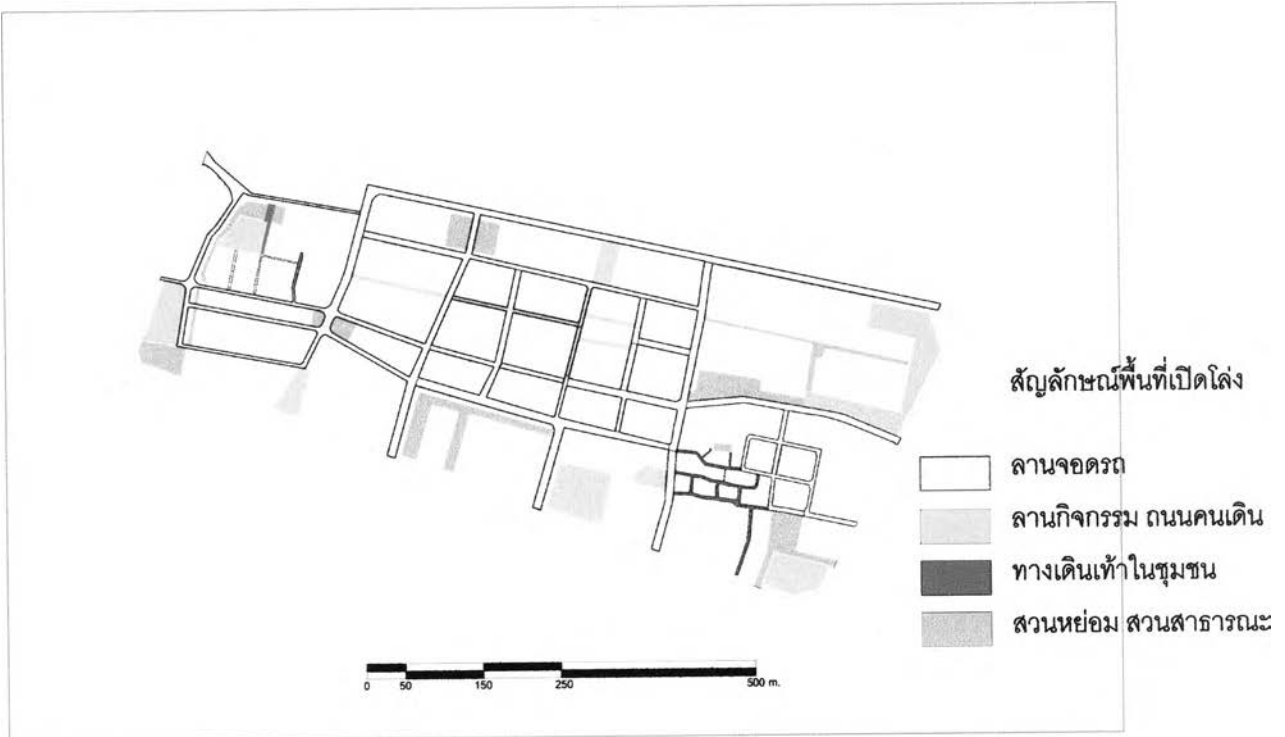 สัญลักษณ์พื้นที่เปิดโล่ง
ลานจอดรถ
ลานกิจกรรม ถนนคนเดิน
ทางเดินเท้าในชุมชน
สวนหย่อม สวนสาธารณะ
0 50 150 250 500 m.